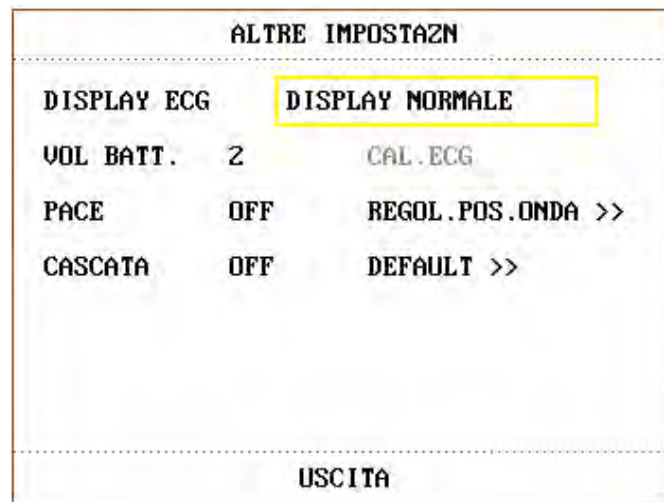 ALTRE IMPOSTAZN
DISPLAY ECG DISPLAY NORMALE
VOL BATT. 2 CAL.ECG
PACE OFF REGOL.POS.ONDA >>
CASCATA OFF DEFAULT >>
USCITA